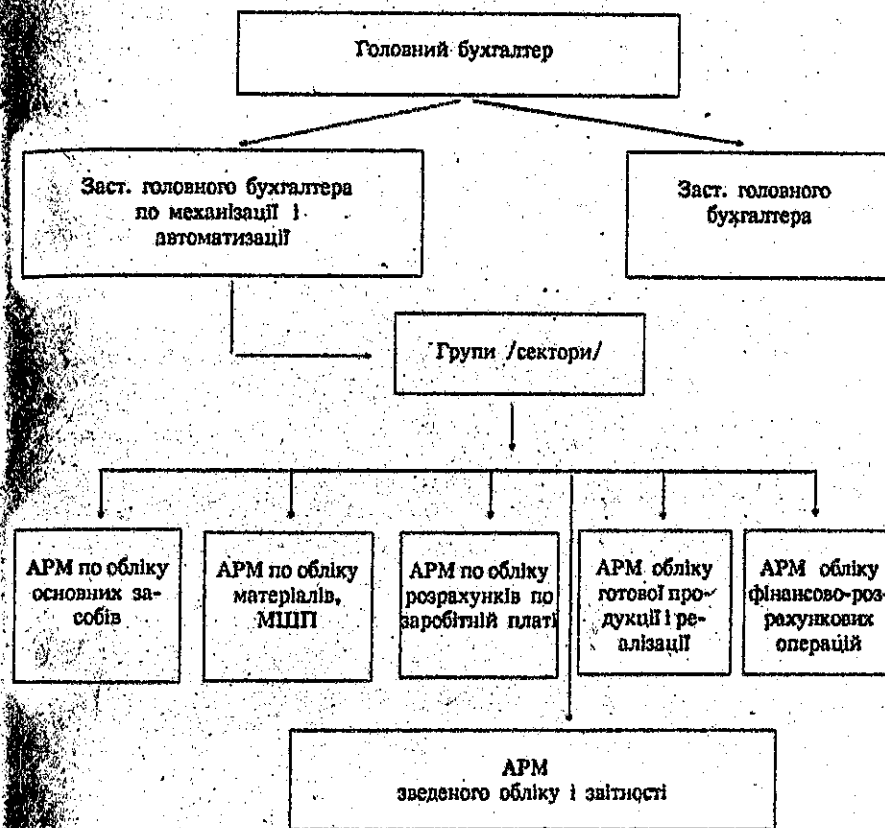 Головний бухгалтер
Заст. головного бухгалтера
по механізації і
автоматизації
Заст. головного
бухгалтера
Групи /сектори/
АРМ по обліку
основних за-
собів
АРМ по обліку
матеріалів,
МШП
АРМ по обліку
розрахунків по
заробітній платі
АРМ обліку
готової про-
дукції і ре-
алізації
АРМ обліку
фінансово-роз-
рахункових
операцій
АРМ
зведеного обліку і звітності